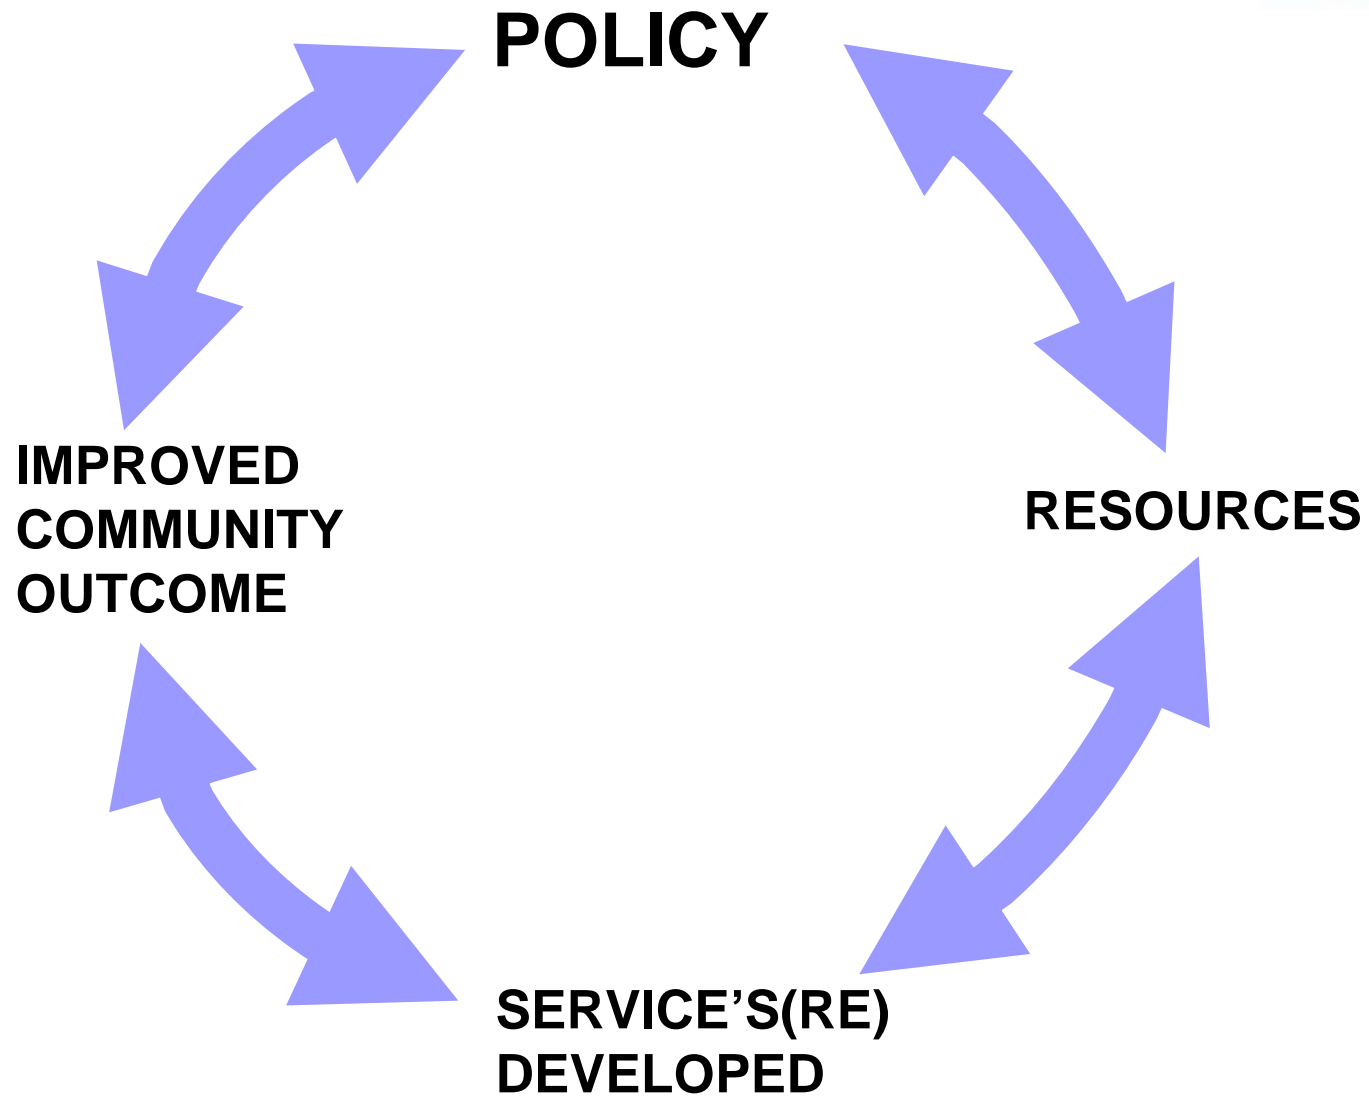 POLICY
IMPROVED
COMMUNITY
OUTCOME
RESOURCES
SERVICE’S(RE)
DEVELOPED